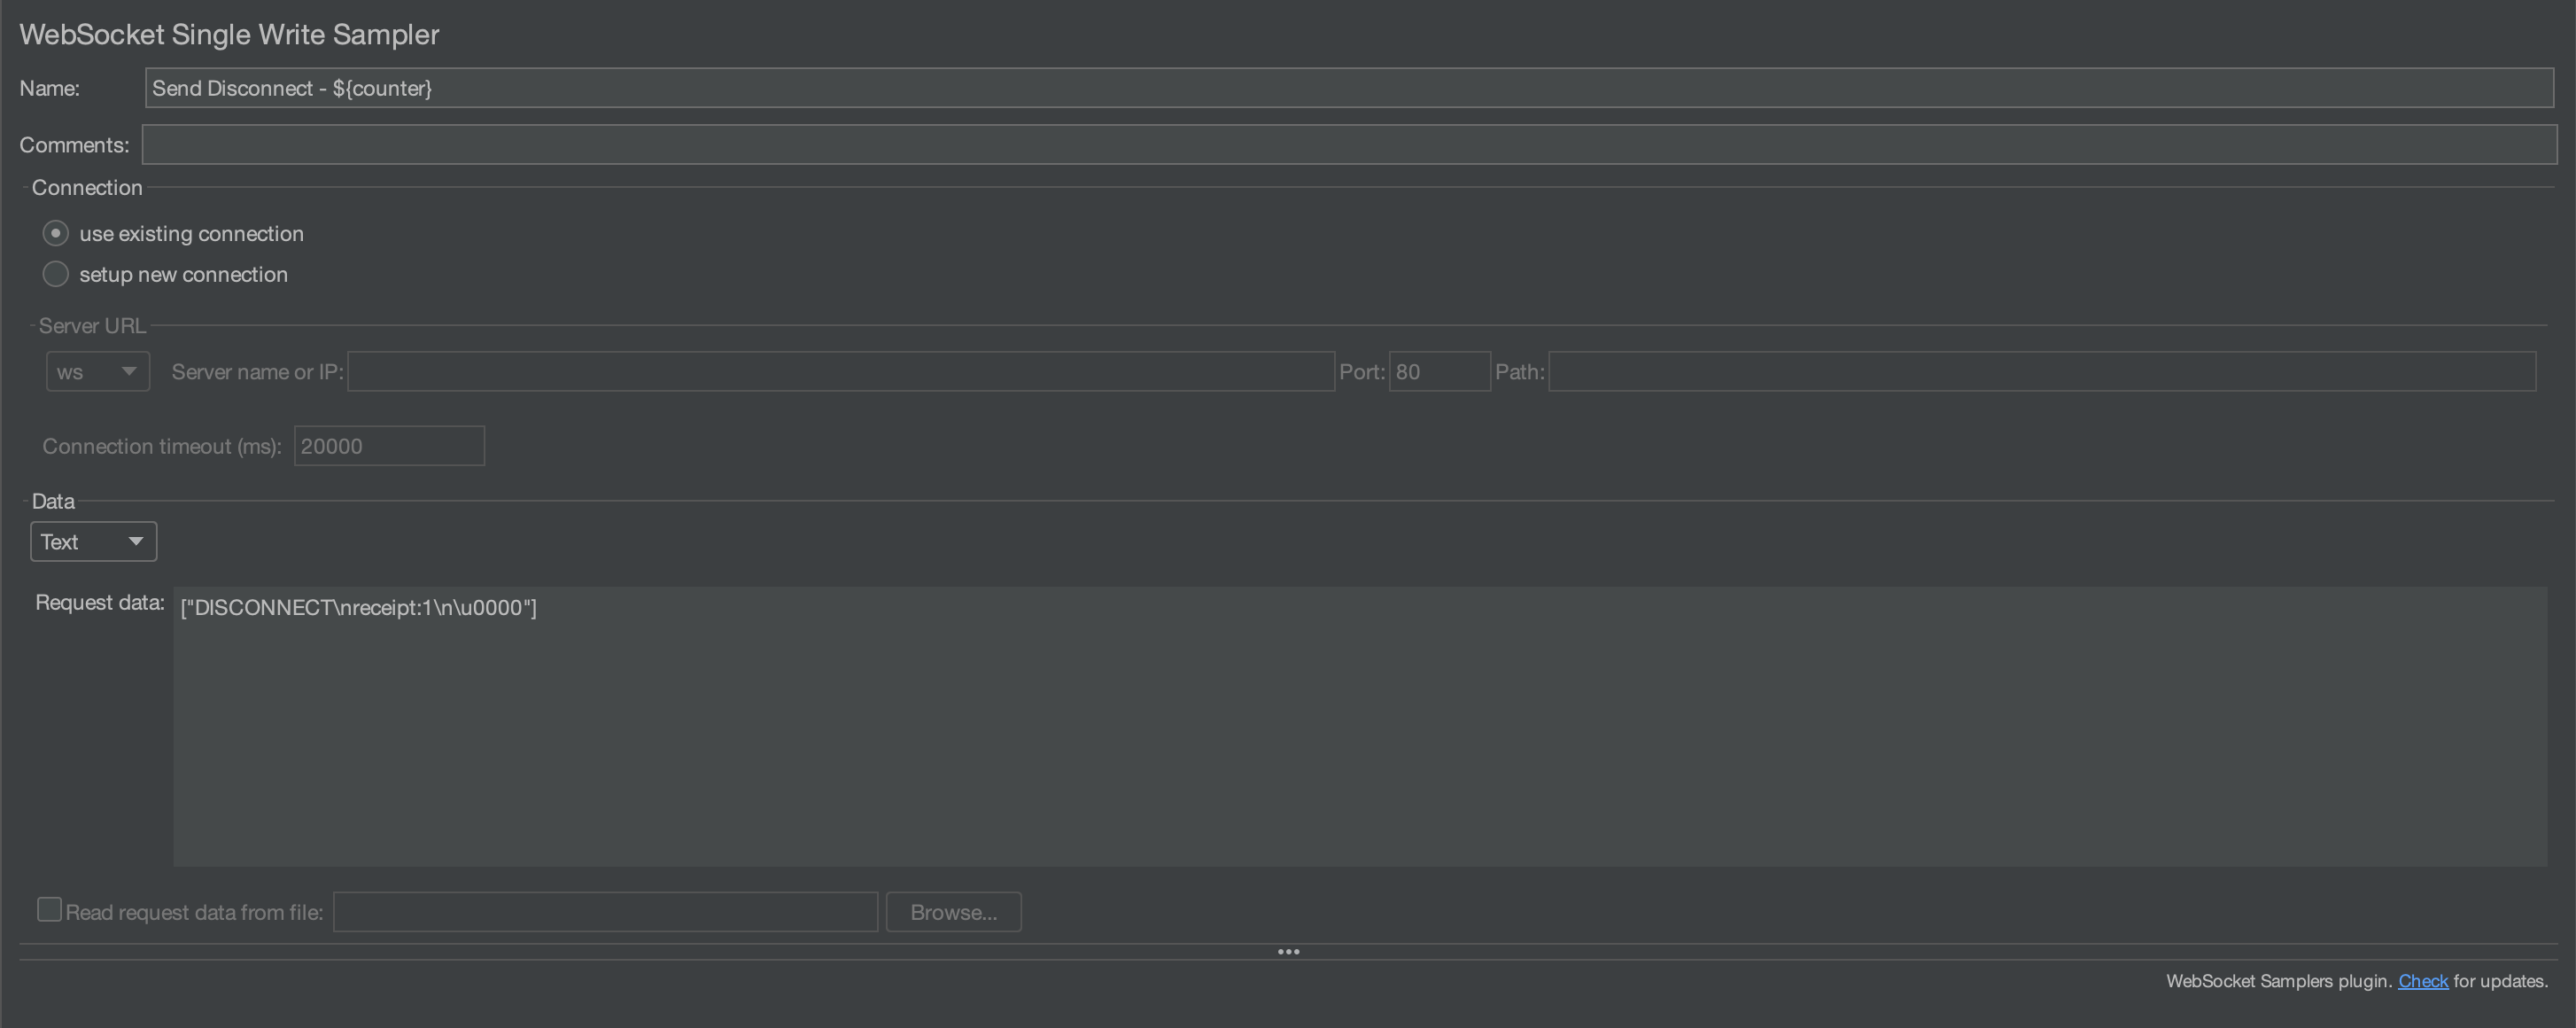 WebSocket Single Write Sampler
Name: Send Disconnect - ${counter}
Comments:
Connection
use existing connection
setup new connection
Server URL
ws Server name or IP: Port: 80 Path:
Connection timeout (ms): 20000
Data
Text
Request data: ["DISCONNECT\nreceipt:1\n\u0000"]
Read request data from file: Browse...
WebSocket Samplers plugin. Check for updates.